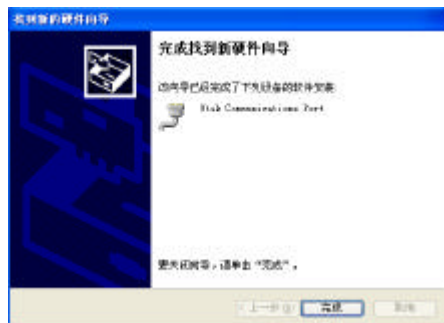 找到新的硬件向导
完成找到新硬件向导
该向导已经完成了下列设备的软件安装:
Communications Port
要关闭向导，请单击“完成”。
<上一步(B)
完成
取消